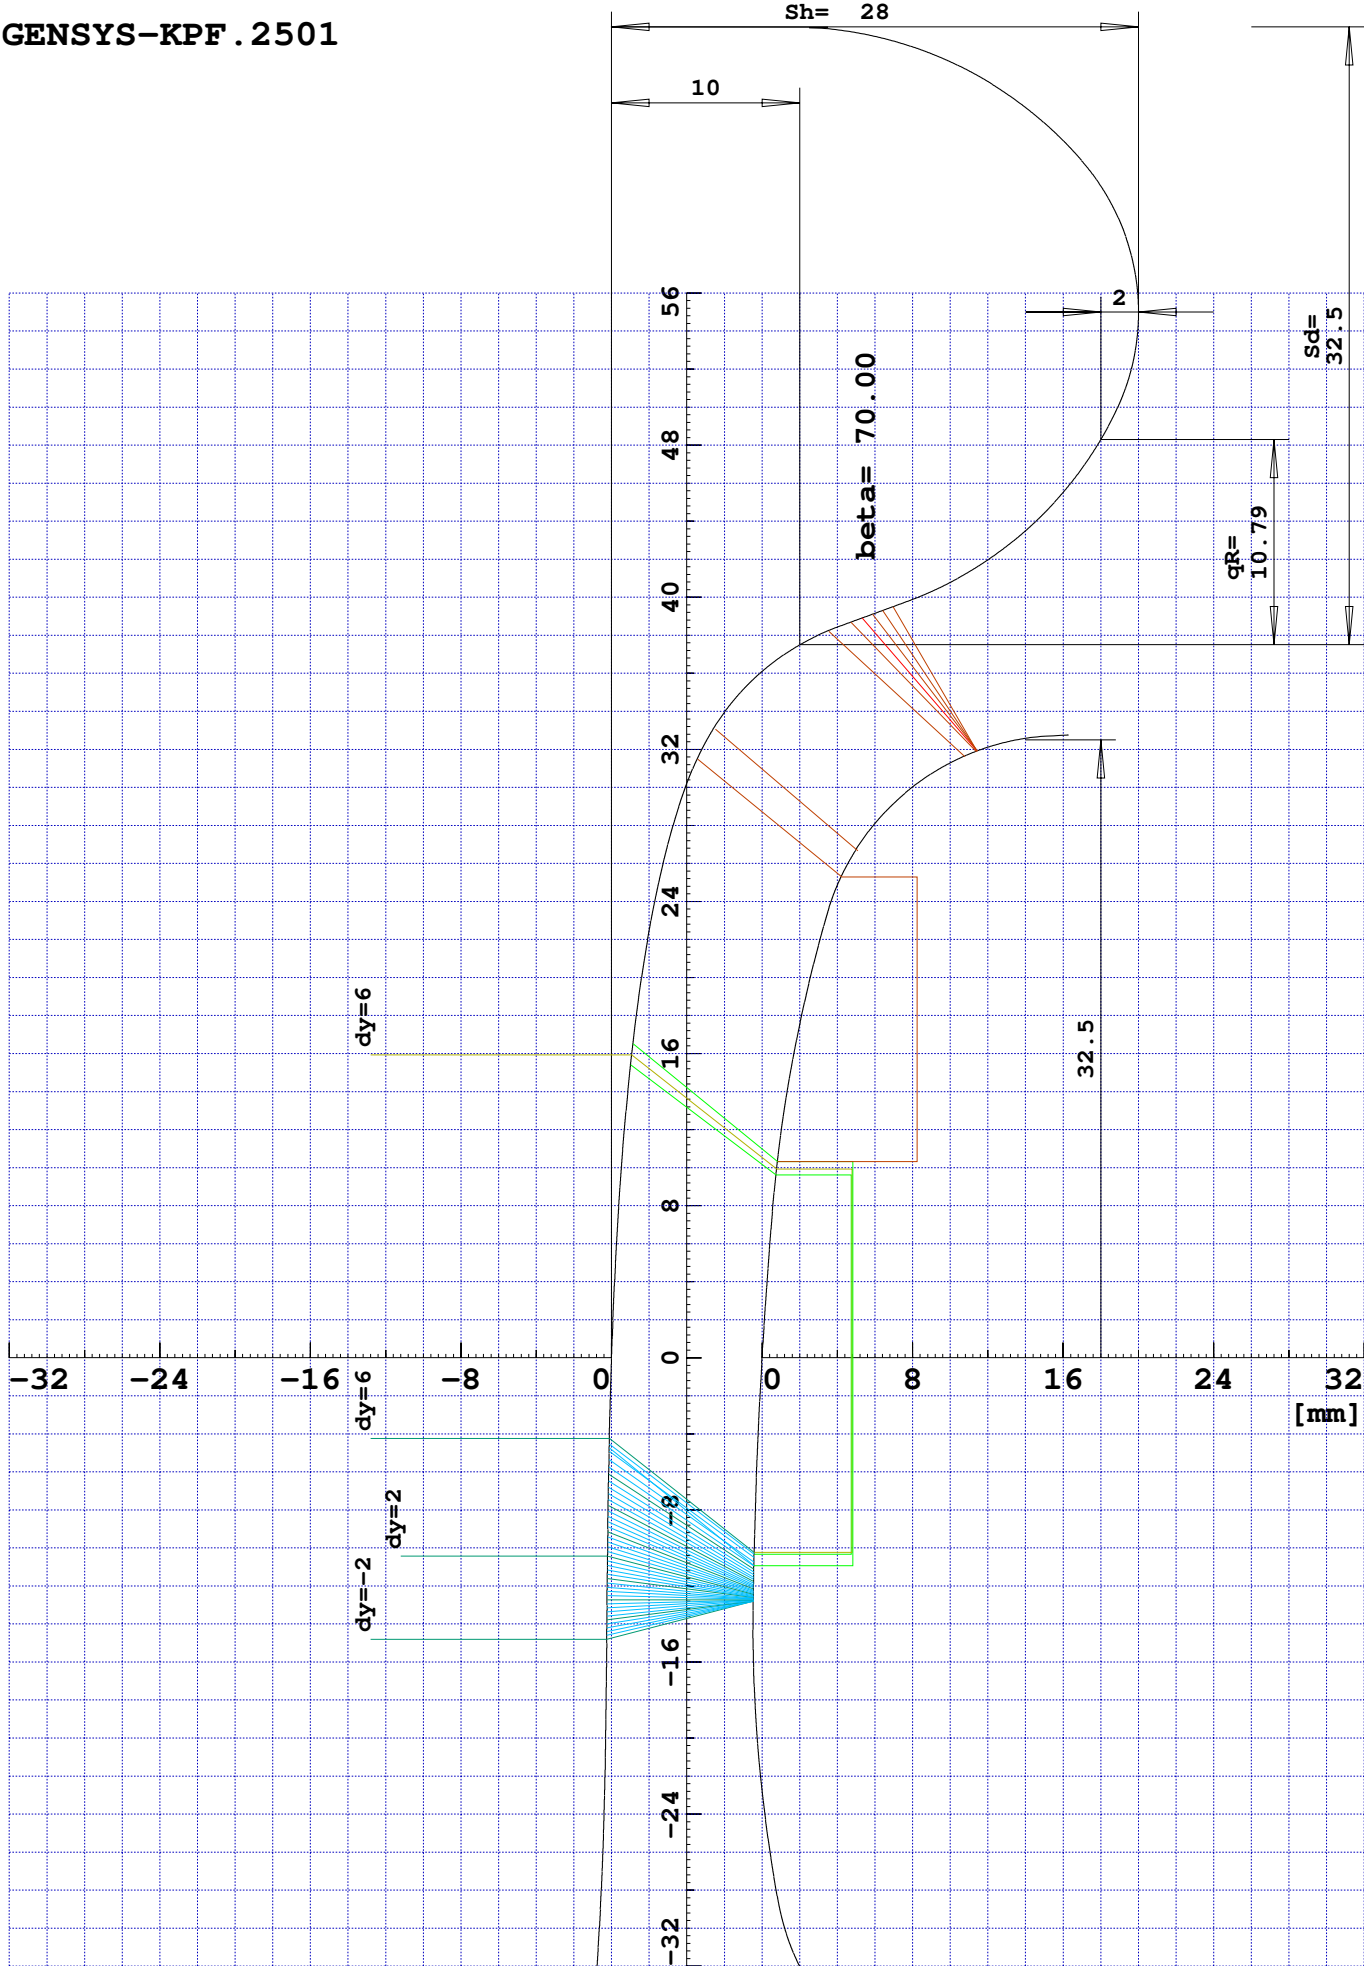 GENSYS-KPF.2501
Sh= 28
10
2
Sd=
32.5
beta= 70.00
qR=
10.79
32.5
56
48
40
32
24
16
8
0
-8
-16
-24
-32
dy=6
-32 -24 -16 -8 0 0 8 16 24 32
[mm]
dy=6
dy=2
dy=-2